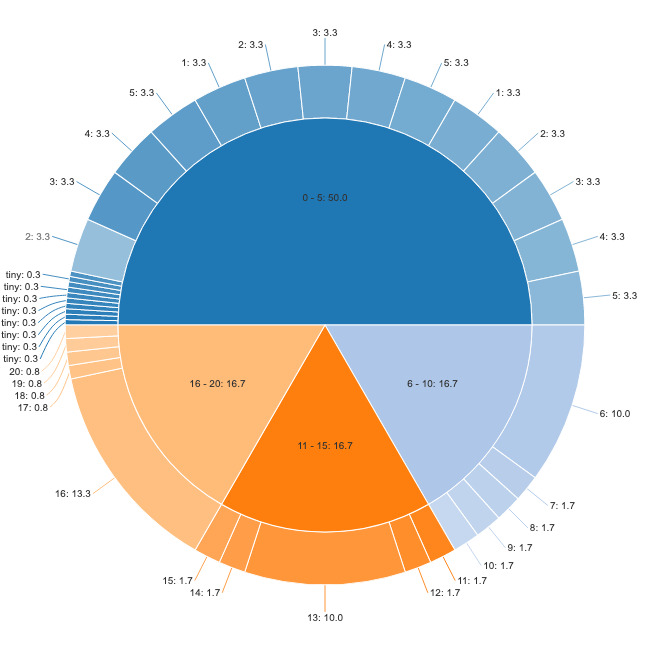 3: 3.3
2: 3.3
4: 3.3
1: 3.3
5: 3.3
5: 3.3
1: 3.3
4: 3.3
2: 3.3
3: 3.3
3: 3.3
0 - 5: 50.0
2: 3.3
4: 3.3
tiny: 0.3
tiny: 0.3
5: 3.3
tiny: 0.3
tiny: 0.3
tiny: 0.3
tiny: 0.3
tiny: 0.3
tiny: 0.3
20: 0.8
19: 0.8
16 - 20: 16.7
6 - 10: 16.7
18: 0.8
17: 0.8
6: 10.0
11 - 15: 16.7
16: 13.3
7: 1.7
8: 1.7
9: 1.7
10: 1.7
15: 1.7
11: 1.7
14: 1.7
12: 1.7
13: 10.0